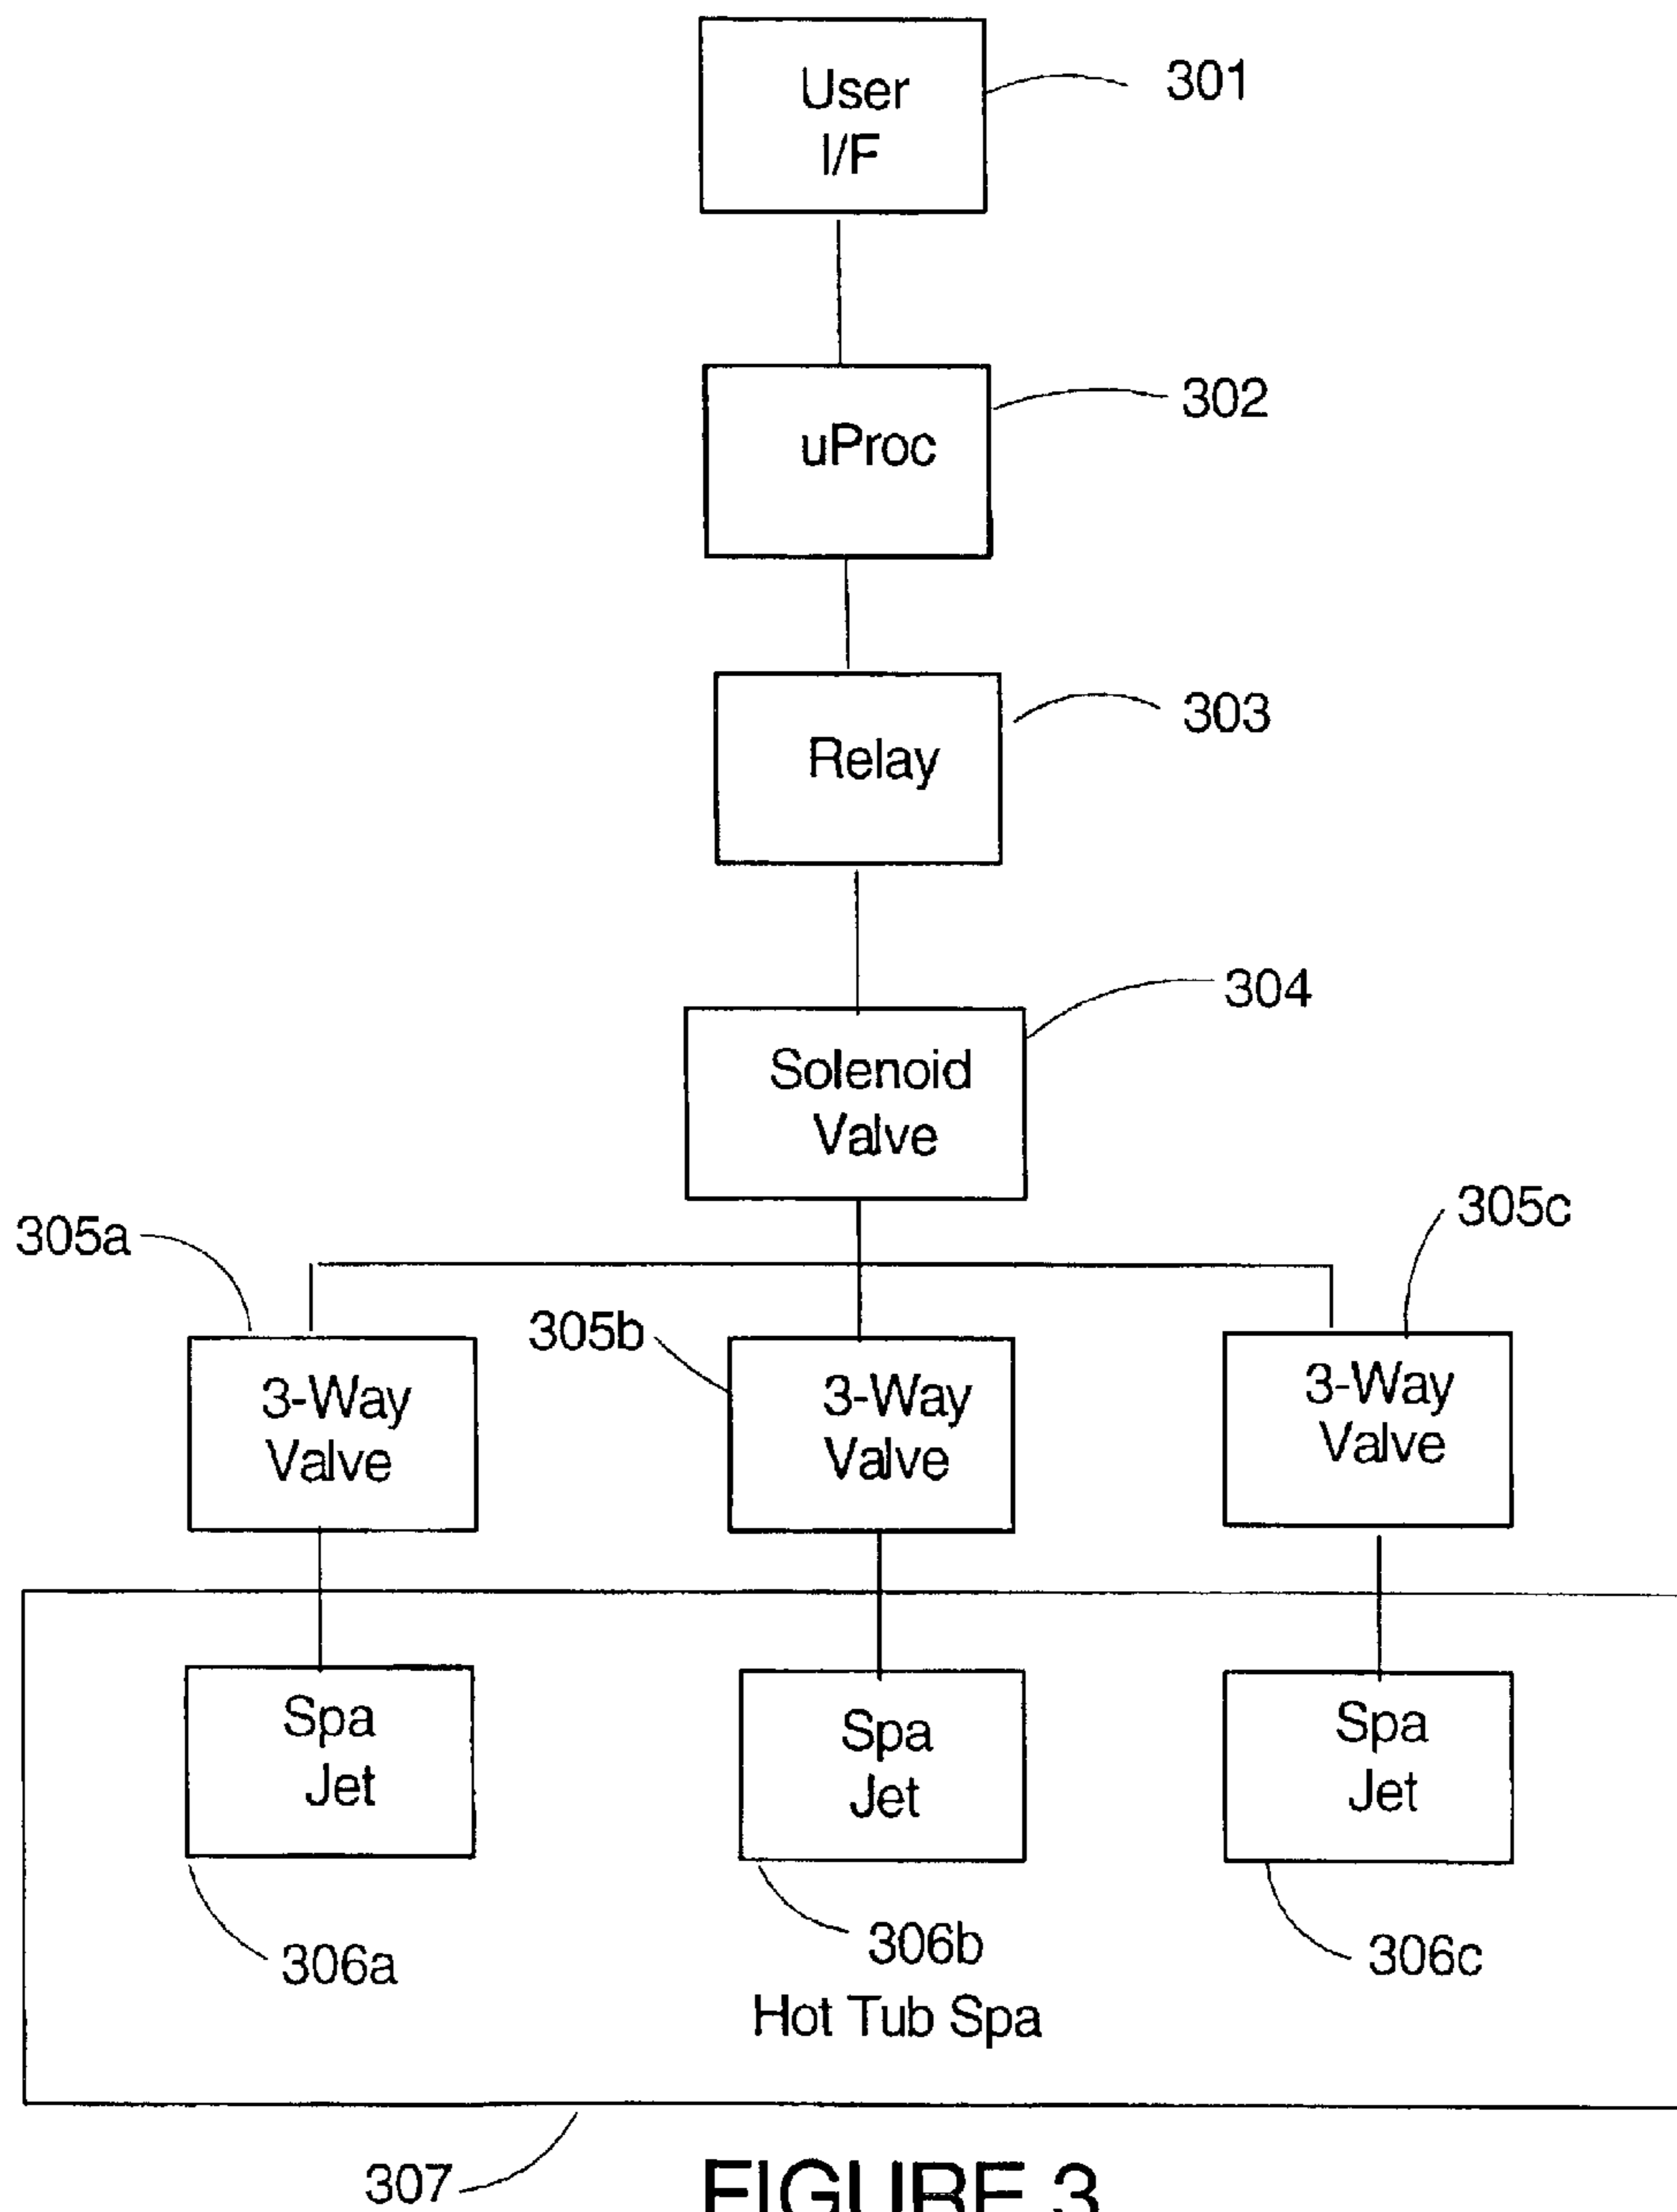 User
I/F
301
uProc
302
Relay
303
Solenoid
Valve
304
305a
305b
305c
3-Way
Valve
3-Way
Valve
3-Way
Valve
Spa
Jet
Spa
Jet
Spa
Jet
306a
306b
306c
Hot Tub Spa
307
FIGURE 3